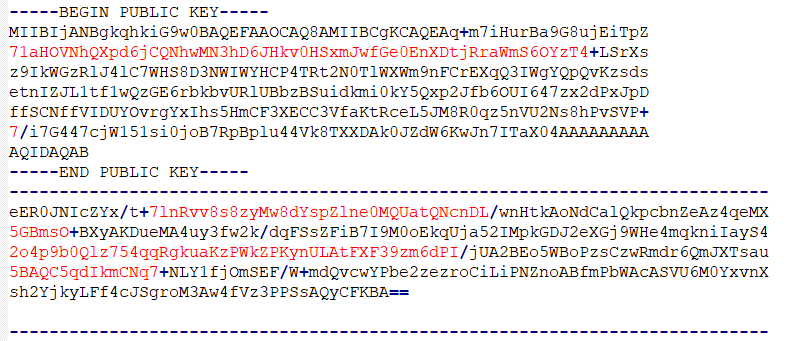 -----BEGIN PUBLIC KEY-----
MIIBIjANBgkqhkiG9w0BAQEFAAOCAQ8AMIIBCgKCAQEAq+m7iHurBa9G8ujEiTpZ
71aHOVNhQXpd6jCQNhwMN3hD6JHkv0HSxmJwfGe0EnXDtjRraWmS6OYzT4+LSrXs
z9IkWGzRlJ4lC7WHS8D3NWIWYHCP4TRt2N0TlWXWm9nFCrEXqQ3IWgYQpQvKzsds
etnIZJL1tf1wQzGE6rbkbvURlUBbzBSuidkmi0kY5Qxp2Jfb6OUI647zx2dPxJpD
ffSCNffVIDUYOvrgYxIhs5HmCF3XECC3VfaKtRceL5JM8R0qz5nVU2Ns8hPvSVP+
7/i7G447cjW151si0joB7RpBplu44Vk8TXXDAk0JZdW6KwJn7ITaX04AAAAAAAAA
AQIDAQAB
-----END PUBLIC KEY-----
----------------------------------------------------------------------------
eER0JNIcZYx/t+7lnRvv8s8zyMw8dYspZlne0MQUatQNcnDL/wnHtkAoNdCalQkpcbnZeAz4qeMX
5GBmsO+BXyAKDueMA4uy3fw2k/dqFSsZFiB7I9M0oEkqUja52IMpkGDJ2eXGj9WHe4mqkniIayS4
2o4p9b0Qlz754qqRgkuaKzPWkZPKynULAtFXF39zm6dPI/jUA2BEo5WBoPzsCzwRmdr6QmJXTsau
5BAQC5qdIkmCNq7+NLY1fjOmSEF/W+mdQvcwYPbe2zezroCiLiPNZnoABfmPbWAcASVU6M0YxvnX
sh2YjkyLFf4cJSgroM3Aw4fVz3PPSsAQyCFKBA==
----------------------------------------------------------------------------